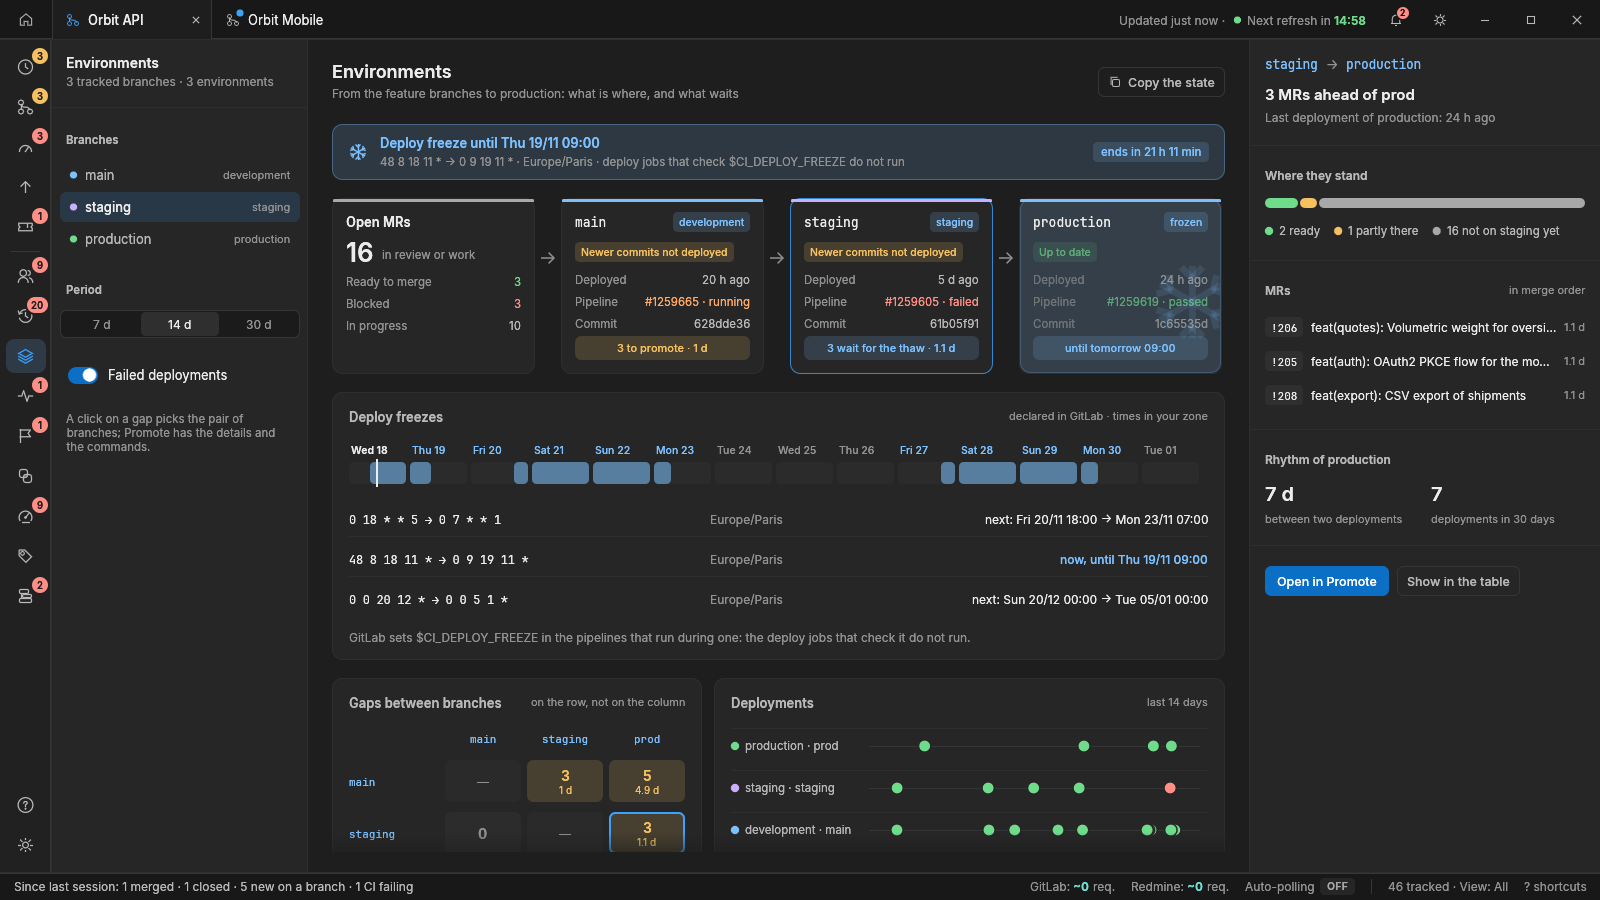 Orbit API
Orbit Mobile
Updated just now ·
Next refresh in 14:58
2
3
3
3
1
9
20
1
1
9
2
Environments
3 tracked branches · 3 environments
Branches
main development
staging staging
production production
Period
7 d 14 d 30 d
Failed deployments
A click on a gap picks the pair of
branches; Promote has the details and
the commands.
Environments
From the feature branches to production: what is where, and what waits
Copy the state
Deploy freeze until Thu 19/11 09:00
48 8 18 11 * → 0 9 19 11 * · Europe/Paris · deploy jobs that check $CI_DEPLOY_FREEZE do not run
ends in 21 h 11 min
Open MRs
16 in review or work
Ready to merge 3
Blocked 3
In progress 10
→
main development
Newer commits not deployed
Deployed 20 h ago
Pipeline #1259665 · running
Commit 628dde36
3 to promote · 1 d
→
staging staging
Newer commits not deployed
Deployed 5 d ago
Pipeline #1259605 · failed
Commit 61b05f91
3 wait for the thaw · 1.1 d
→
production frozen
Up to date
Deployed 24 h ago
Pipeline #1259619 · passed
Commit 1c65535d
until tomorrow 09:00
Deploy freezes
declared in GitLab · times in your zone
Wed 18 Thu 19 Fri 20 Sat 21 Sun 22 Mon 23 Tue 24 Wed 25 Thu 26 Fri 27 Sat 28 Sun 29 Mon 30 Tue 01
0 18 * * 5 → 0 7 * * 1 Europe/Paris next: Fri 20/11 18:00 → Mon 23/11 07:00
48 8 18 11 * → 0 9 19 11 * Europe/Paris now, until Thu 19/11 09:00
0 0 20 12 * → 0 0 5 1 * Europe/Paris next: Sun 20/12 00:00 → Tue 05/01 00:00
GitLab sets $CI_DEPLOY_FREEZE in the pipelines that run during one: the deploy jobs that check it do not run.
Gaps between branches
on the row, not on the column
main staging prod
main — 3 5
1 d 4.9 d
staging 0 — 3
1.1 d
Deployments
last 14 days
production · prod
staging · staging
development · main
staging → production
3 MRs ahead of prod
Last deployment of production: 24 h ago
Where they stand
2 ready 1 partly there 16 not on staging yet
MRs in merge order
!206 feat(quotes): Volumetric weight for oversi... 1.1 d
!205 feat(auth): OAuth2 PKCE flow for the mo... 1.1 d
!208 feat(export): CSV export of shipments 1.1 d
Rhythm of production
7 d 7
between two deployments deployments in 30 days
Open in Promote
Show in the table
Since last session: 1 merged · 1 closed · 5 new on a branch · 1 CI failing
GitLab: ~0 req. Redmine: ~0 req. Auto-polling OFF 46 tracked · View: All ? shortcuts